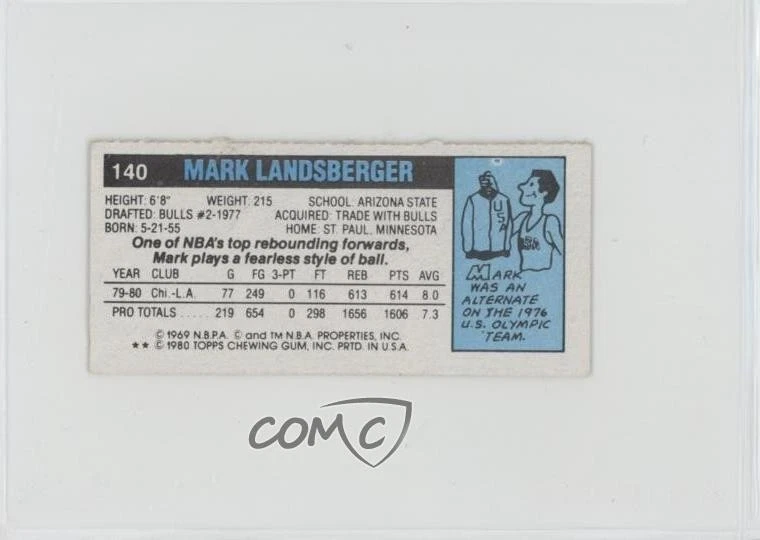 140 MARK LANDSBERGER
HEIGHT: 6'8" WEIGHT: 215 SCHOOL: ARIZONA STATE
DRAFTED: BULLS #2-1977 ACQUIRED: TRADE WITH BULLS
BORN: 5-21-55 HOME: ST. PAUL, MINNESOTA
One of NBA's top rebounding forwards,
Mark plays a fearless style of ball.
YEAR CLUB G FG 3-PT FT REB PTS AVG
79-80 Chi.-L.A. 77 249 0 116 613 614 8.0
PRO TOTALS ..... 219 654 0 298 1656 1606 7.3
© 1969 N.B.P.A. © and TM N.B.A. PROPERTIES, INC.
★★ © 1980 TOPPS CHEWING GUM, INC. PRTD. IN U.S.A.
USA
USA
MARK
WAS AN
ALTERNATE
ON THE 1976
U.S. OLYMPIC
TEAM.
COMC